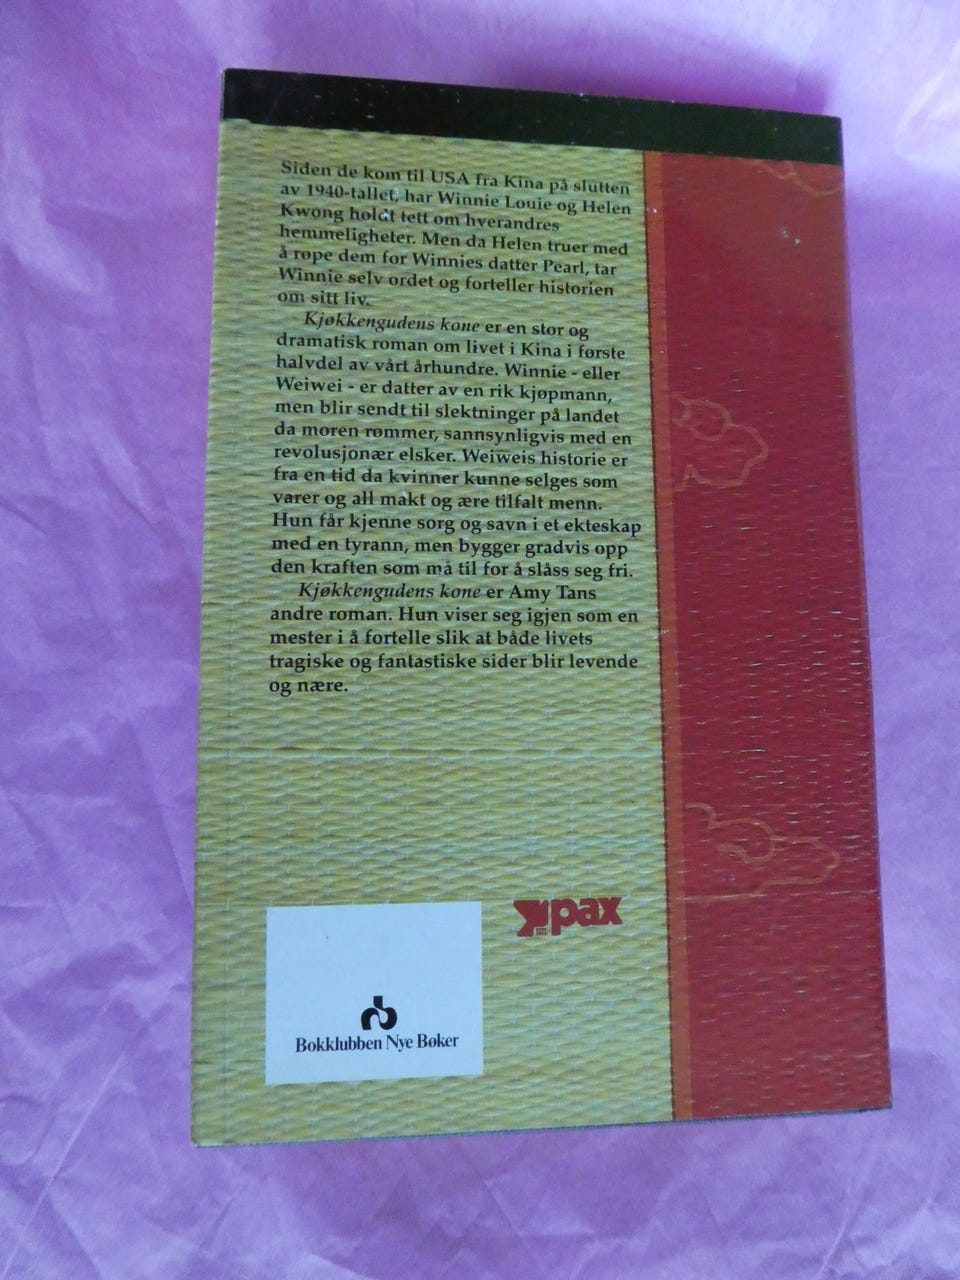 Siden de kom til USA fra Kina på slutten
av 1940-tallet, har Winnie Louie og Helen
Kwong holdt tett om hverandres
hemmeligheter. Men da Helen truer med
å røpe dem for Winnies datter Pearl, tar
Winnie selv ordet og forteller historien
om sitt liv.
Kjøkkengudens kone er en stor og
dramatisk roman om livet i Kina i første
halvdel av vårt århundre. Winnie - eller
Weiwei - er datter av en rik kjøpmann,
men blir sendt til slektninger på landet
da moren rømmer, sannsynligvis med en
revolusjonær elsker. Weiweis historie er
fra en tid da kvinner kunne selges som
varer og all makt og ære tilfalt menn.
Hun får kjenne sorg og savn i et ekteskap
med en tyrann, men bygger gradvis opp
den kraften som må til for å slåss seg fri.
Kjøkkengudens kone er Amy Tans
andre roman. Hun viser seg igjen som en
mester i å fortelle slik at både livets
tragiske og fantastiske sider blir levende
og nære.
pax
Bokklubben Nye Bøker